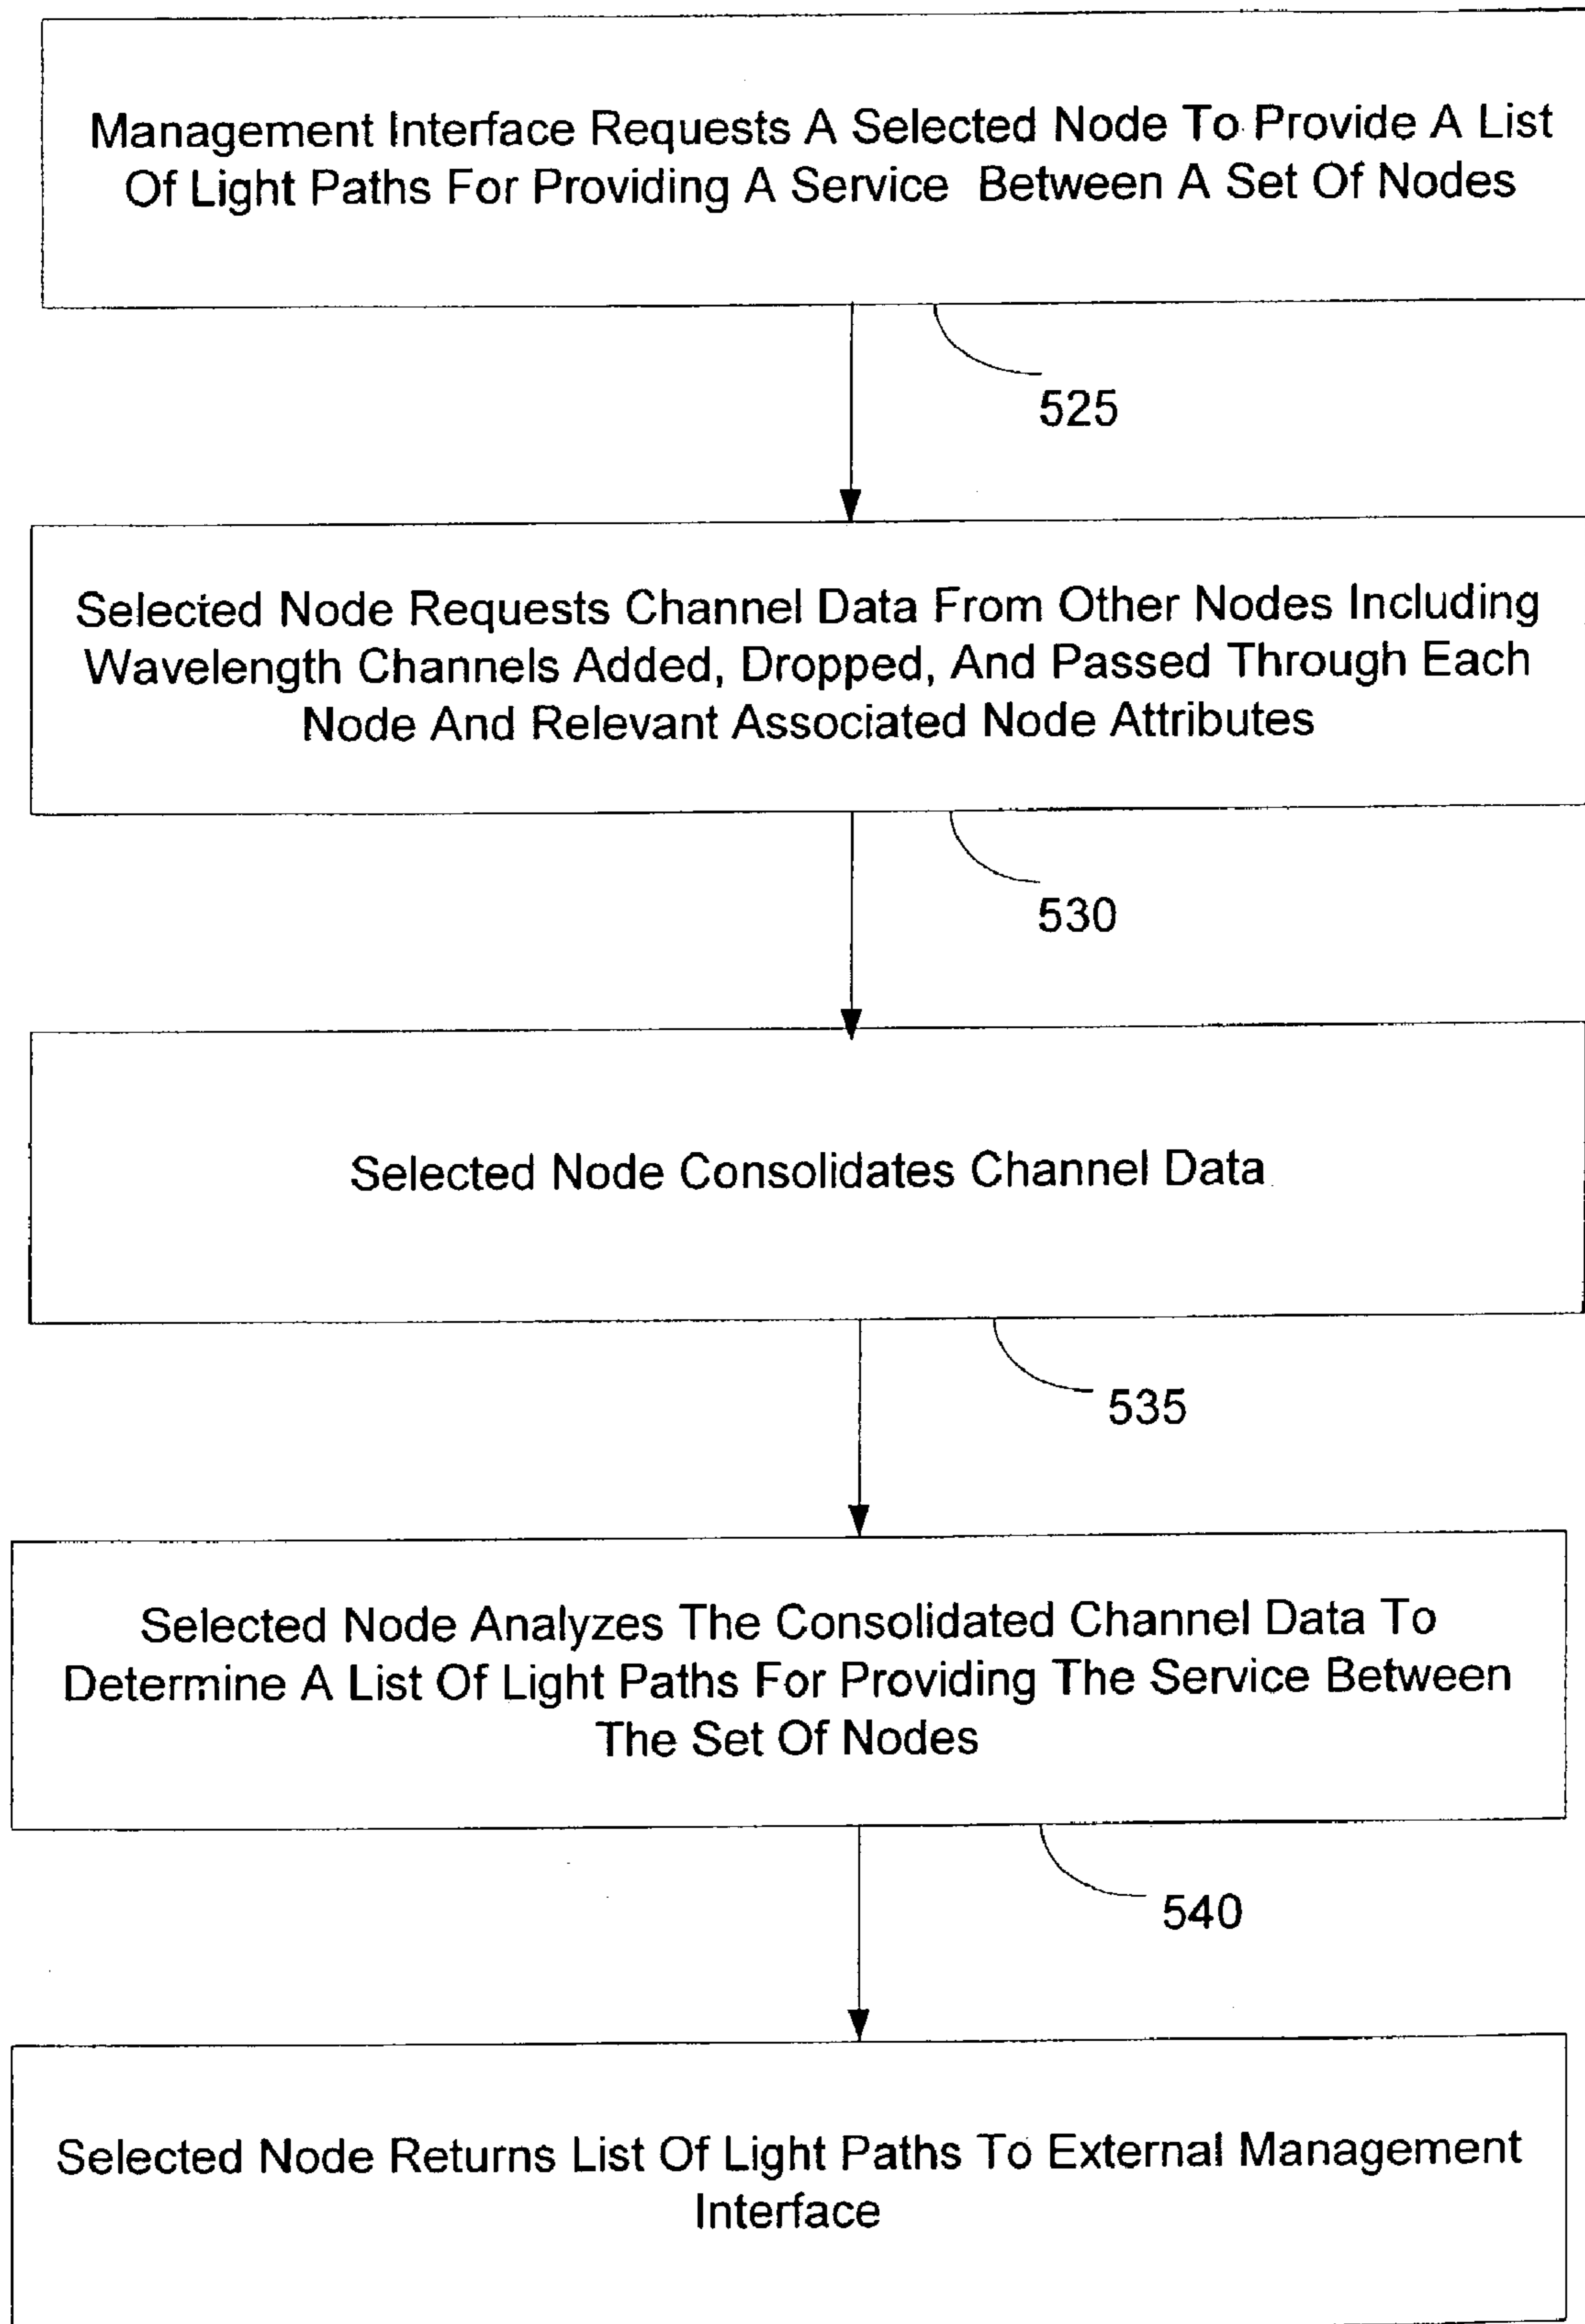 Management Interface Requests A Selected Node To Provide A List
Of Light Paths For Providing A Service Between A Set Of Nodes
525
Selected Node Requests Channel Data From Other Nodes Including
Wavelength Channels Added, Dropped, And Passed Through Each
Node And Relevant Associated Node Attributes
530
Selected Node Consolidates Channel Data
535
Selected Node Analyzes The Consolidated Channel Data To
Determine A List Of Light Paths For Providing The Service Between
The Set Of Nodes
540
Selected Node Returns List Of Light Paths To External Management
Interface